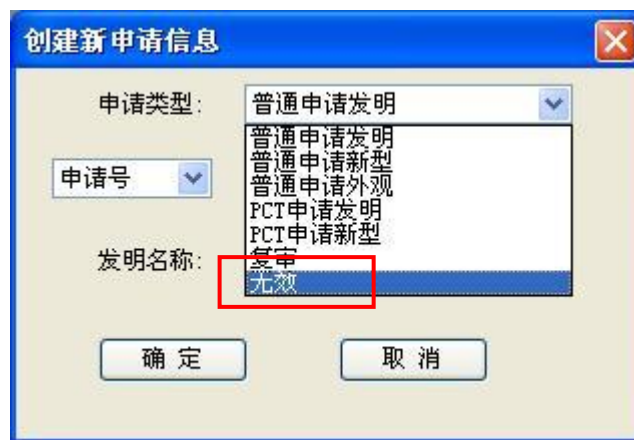 创建新申请信息
申请类型:
普通申请发明
普通申请发明
普通申请新型
普通申请外观
PCT申请发明
PCT申请新型
复审
无效
申请号
发明名称:
确 定
取 消